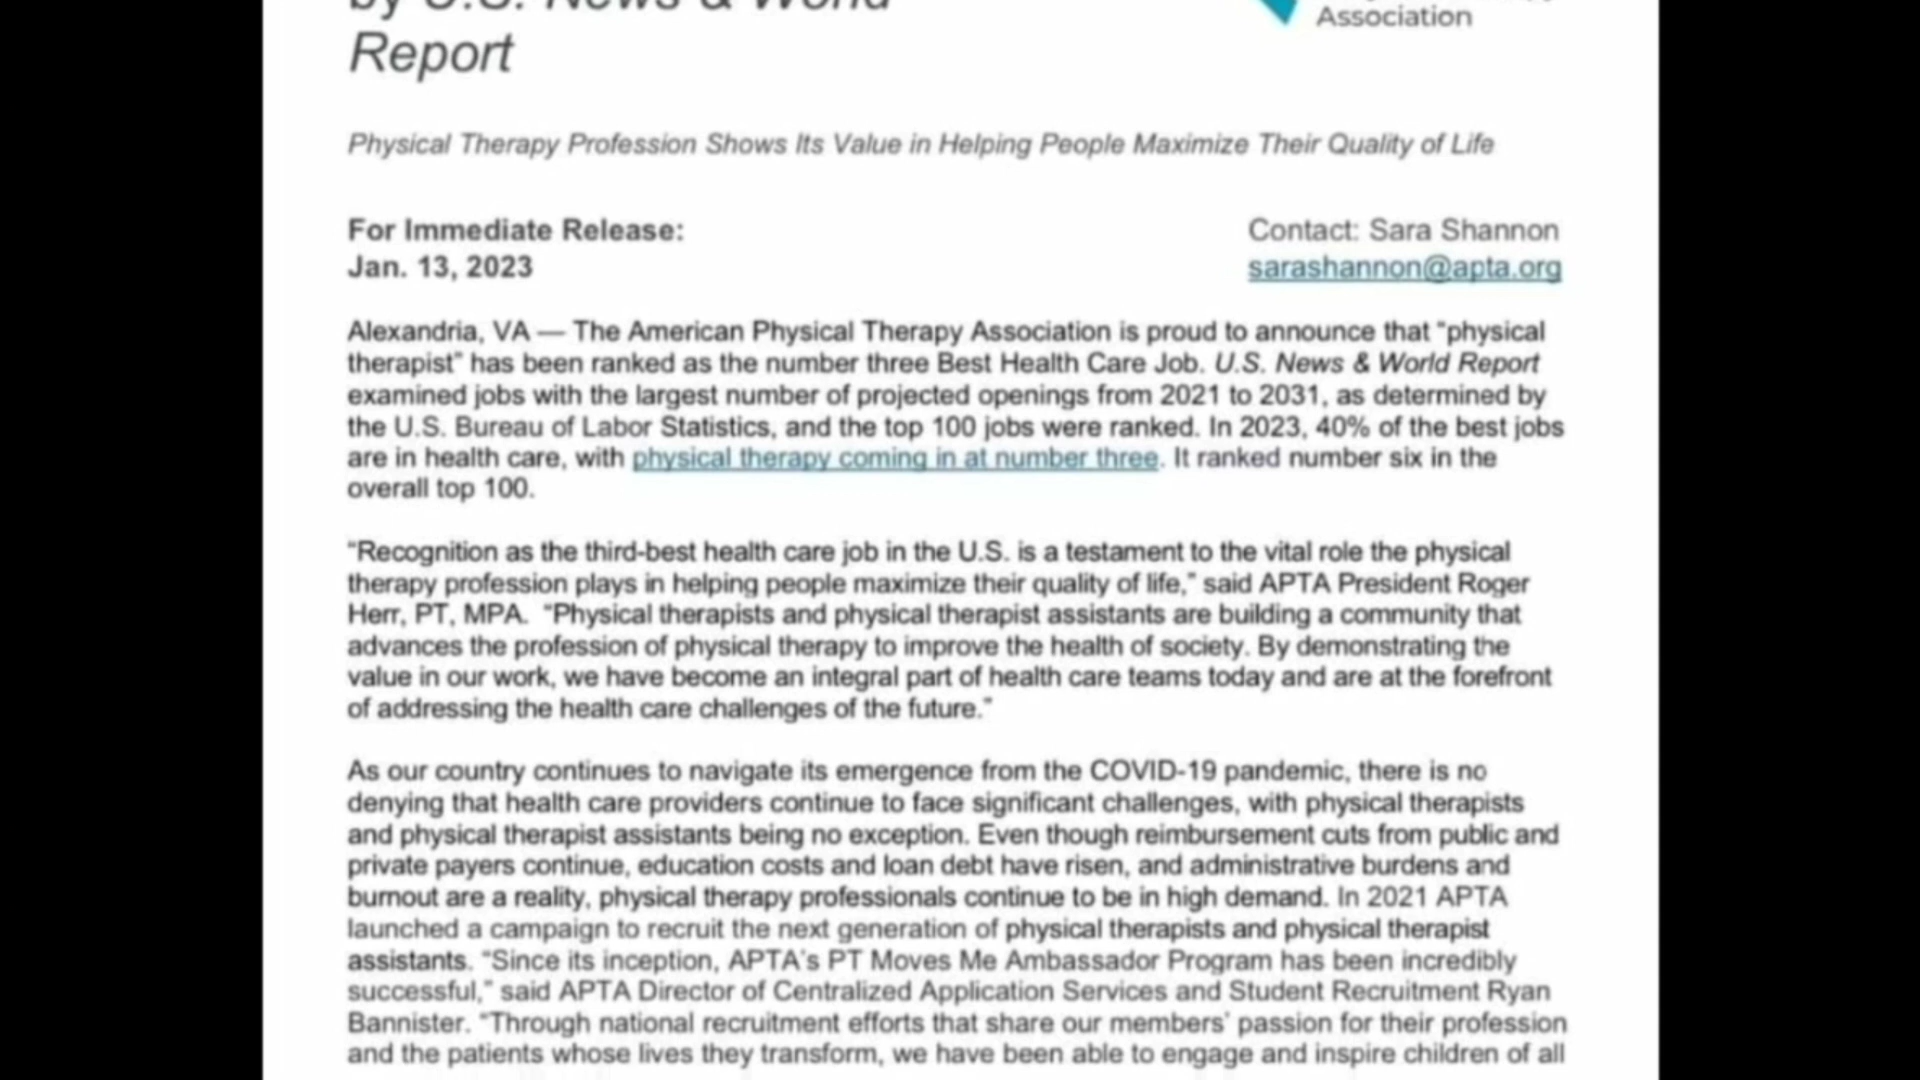 by U.S. News & World
Report
Association
Physical Therapy Profession Shows Its Value in Helping People Maximize Their Quality of Life
For Immediate Release:
Jan. 13, 2023
Contact: Sara Shannon
sarashannon@apta.org
Alexandria, VA — The American Physical Therapy Association is proud to announce that “physical
therapist” has been ranked as the number three Best Health Care Job. U.S. News & World Report
examined jobs with the largest number of projected openings from 2021 to 2031, as determined by
the U.S. Bureau of Labor Statistics, and the top 100 jobs were ranked. In 2023, 40% of the best jobs
are in health care, with physical therapy coming in at number three. It ranked number six in the
overall top 100.
“Recognition as the third-best health care job in the U.S. is a testament to the vital role the physical
therapy profession plays in helping people maximize their quality of life,” said APTA President Roger
Herr, PT, MPA. “Physical therapists and physical therapist assistants are building a community that
advances the profession of physical therapy to improve the health of society. By demonstrating the
value in our work, we have become an integral part of health care teams today and are at the forefront
of addressing the health care challenges of the future.”
As our country continues to navigate its emergence from the COVID-19 pandemic, there is no
denying that health care providers continue to face significant challenges, with physical therapists
and physical therapist assistants being no exception. Even though reimbursement cuts from public and
private payers continue, education costs and loan debt have risen, and administrative burdens and
burnout are a reality, physical therapy professionals continue to be in high demand. In 2021 APTA
launched a campaign to recruit the next generation of physical therapists and physical therapist
assistants. “Since its inception, APTA’s PT Moves Me Ambassador Program has been incredibly
successful,” said APTA Director of Centralized Application Services and Student Recruitment Ryan
Bannister. “Through national recruitment efforts that share our members’ passion for their profession
and the patients whose lives they transform, we have been able to engage and inspire children of all